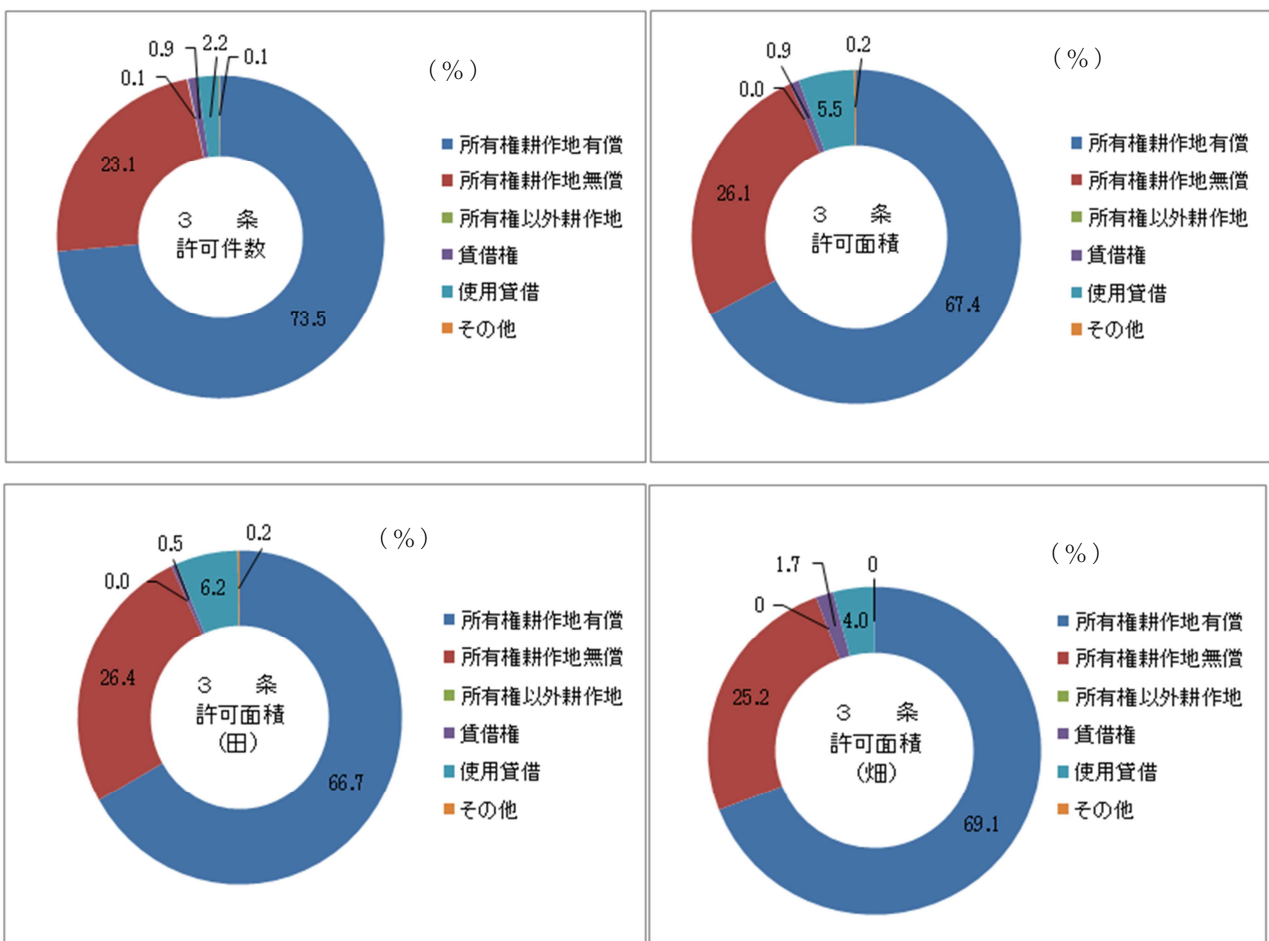 0.9
2.2
0.1
0.1
(%)
23.1
73.5
３　条
許可件数
所有権耕作地有償
所有権耕作地無償
所有権以外耕作地
賃借権
使用貸借
その他
0.9
0.2
0.0
5.5
(%)
26.1
67.4
３　条
許可面積
所有権耕作地有償
所有権耕作地無償
所有権以外耕作地
賃借権
使用貸借
その他
0.5
0.2
0.0
6.2
(%)
26.4
66.7
３　条
許可面積
(田)
所有権耕作地有償
所有権耕作地無償
所有権以外耕作地
賃借権
使用貸借
その他
1.7
0
0
4.0
(%)
25.2
69.1
３　条
許可面積
(畑)
所有権耕作地有償
所有権耕作地無償
所有権以外耕作地
賃借権
使用貸借
その他